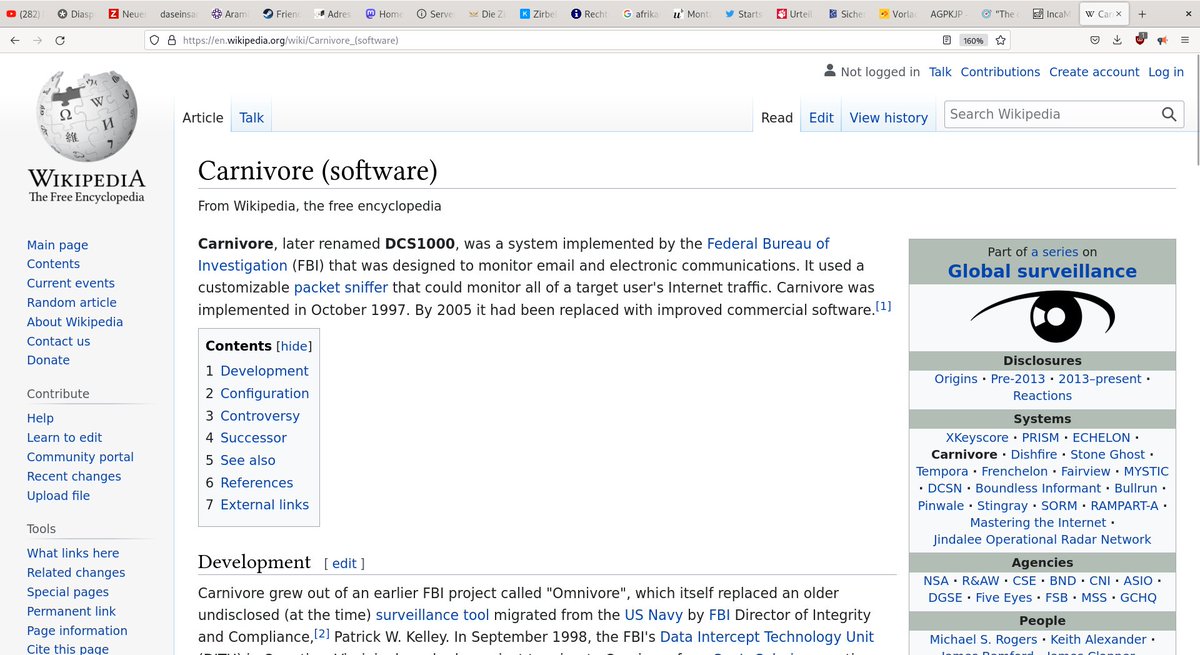 (282)
Diasp
Neue
daseinsa
Aram
Frien
Adres
Home
Serve
Die Z
Zirbel
Rech
afrika
Mont
Starts
Urteil
Siche
Vorla
AGPKJP -
"The c
IncaM
Car
https://en.wikipedia.org/wiki/Carnivore_(software)
160%
Not logged in Talk Contributions Create account Log in
Article Talk
Read Edit View history
Search Wikipedia
WIKIPEDIA
The Free Encyclopedia
Main page
Contents
Current events
Random article
About Wikipedia
Contact us
Donate
Contribute
Help
Learn to edit
Community portal
Recent changes
Upload file
Tools
What links here
Related changes
Special pages
Permanent link
Page information
Cite this page
Carnivore (software)
From Wikipedia, the free encyclopedia
Carnivore, later renamed DCS1000, was a system implemented by the Federal Bureau of
Investigation (FBI) that was designed to monitor email and electronic communications. It used a
customizable packet sniffer that could monitor all of a target user's Internet traffic. Carnivore was
implemented in October 1997. By 2005 it had been replaced with improved commercial software.[1]
Contents [hide]
1 Development
2 Configuration
3 Controversy
4 Successor
5 See also
6 References
7 External links
Development [ edit ]
Carnivore grew out of an earlier FBI project called "Omnivore", which itself replaced an older
undisclosed (at the time) surveillance tool migrated from the US Navy by FBI Director of Integrity
and Compliance,[2] Patrick W. Kelley. In September 1998, the FBI's Data Intercept Technology Unit
Part of a series on
Global surveillance
Disclosures
Origins · Pre-2013 · 2013–present ·
Reactions
Systems
XKeyscore · PRISM · ECHELON ·
Carnivore · Dishfire · Stone Ghost ·
Tempora · Frenchelon · Fairview · MYSTIC
· DCSN · Boundless Informant · Bullrun ·
Pinwale · Stingray · SORM · RAMPART-A ·
Mastering the Internet ·
Jindalee Operational Radar Network
Agencies
NSA · R&AW · CSE · BND · CNI · ASIO ·
DGSE · Five Eyes · FSB · MSS · GCHQ
People
Michael S. Rogers · Keith Alexander ·